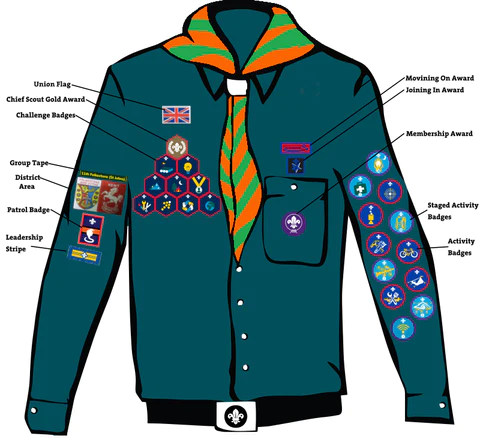 Union Flag
Chief Scout Gold Award
Challenge Badges
Group Tape
District
Area
Patrol Badge
Leadership
Stripe
Movining On Award
Joining In Award
Membership Award
Staged Activity
Badges
Activity
Badges